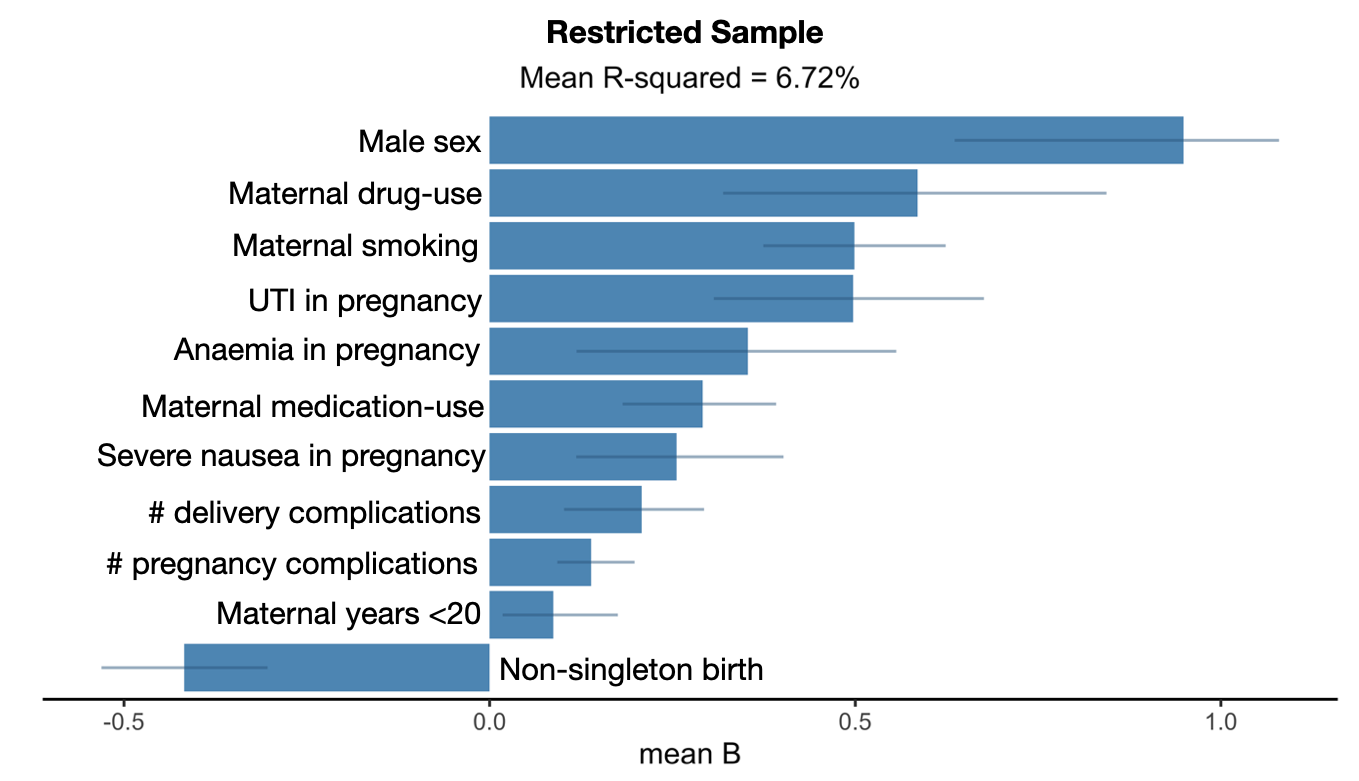 Restricted Sample
Mean R-squared = 6.72%
Male sex
Maternal drug-use
Maternal smoking
UTI in pregnancy
Anaemia in pregnancy
Maternal medication-use
Severe nausea in pregnancy
# delivery complications
# pregnancy complications
Maternal years <20
Non-singleton birth
-0.5 0.0 0.5 1.0
mean B